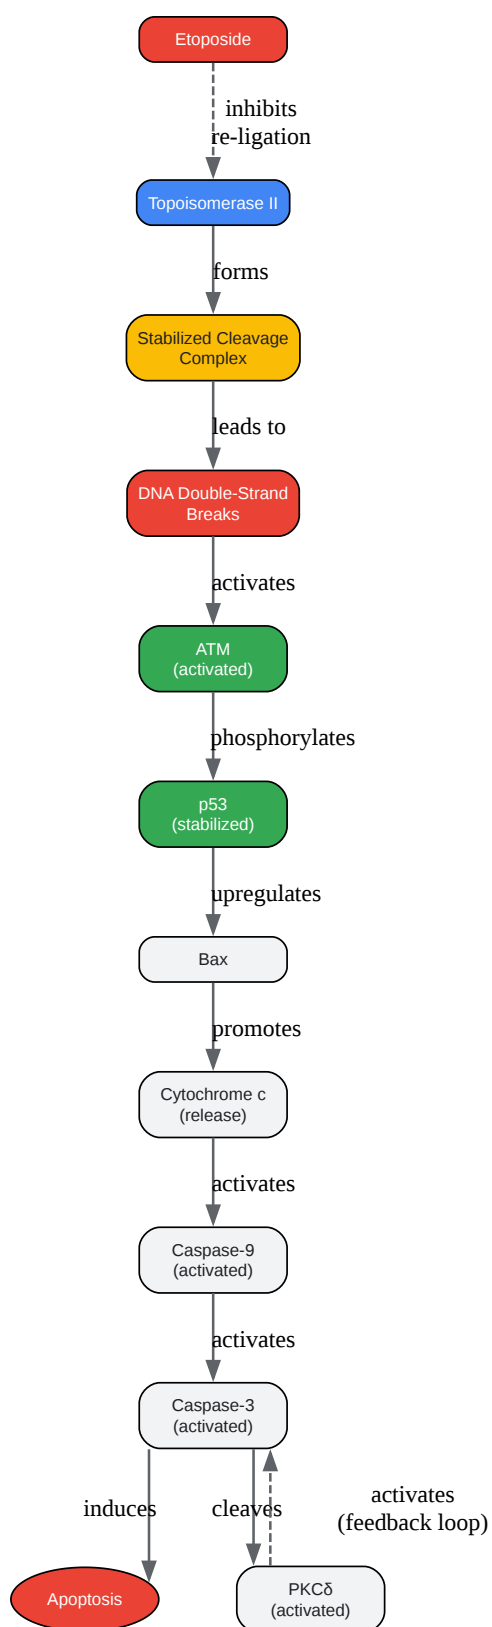 Etoposide
inhibits
re-ligation
Topoisomerase II
forms
Stabilized Cleavage
Complex
leads to
DNA Double-Strand
Breaks
activates
ATM
(activated)
phosphorylates
p53
(stabilized)
upregulates
Bax
promotes
Cytochrome c
(release)
activates
Caspase-9
(activated)
activates
Caspase-3
(activated)
induces
cleaves
activates
(feedback loop)
Apoptosis
PKCδ
(activated)